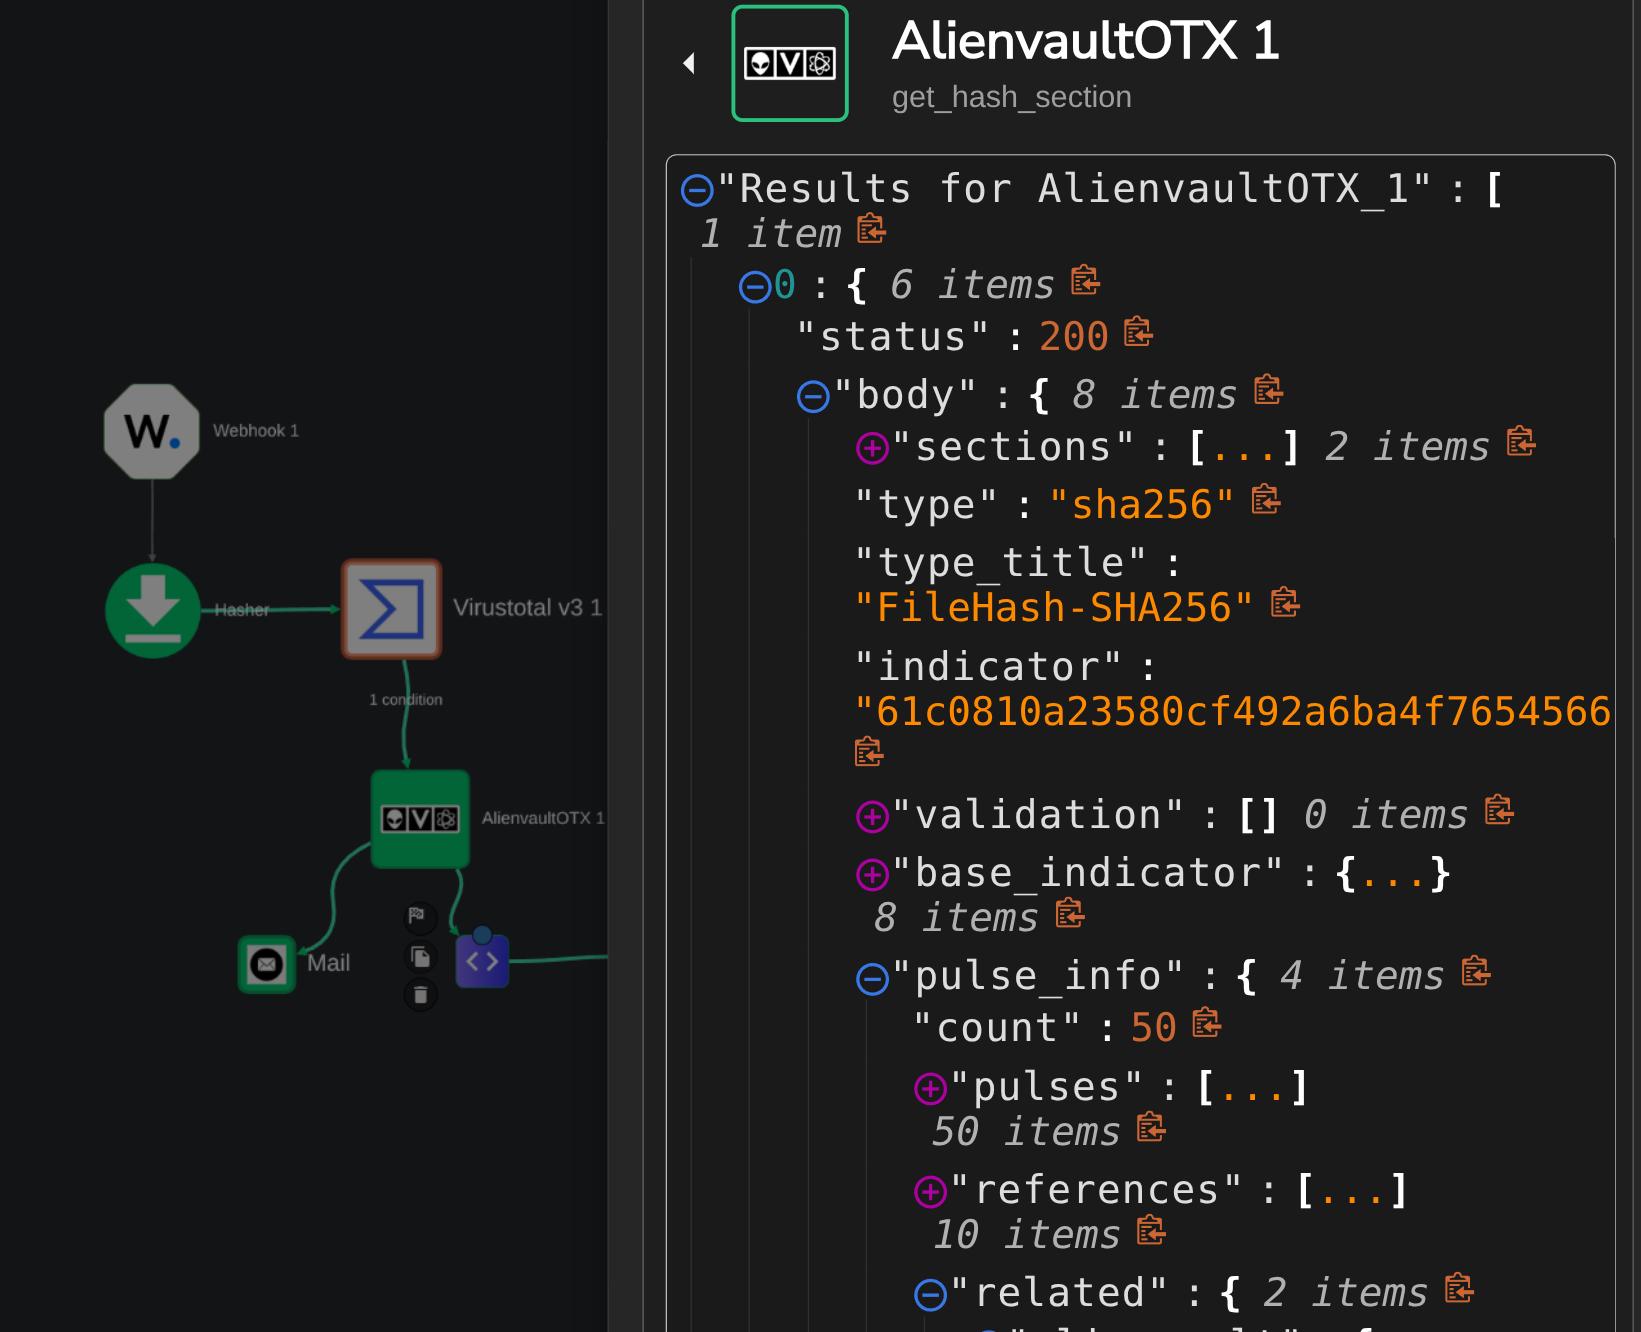 AlienvaultOTX 1
get_hash_section
"Results for AlienvaultOTX_1" : [
1 item
0 : { 6 items
"status" : 200
"body" : { 8 items
"sections" : [...] 2 items
"type" : "sha256"
"type_title" :
"FileHash-SHA256"
"indicator" :
"61c0810a23580cf492a6ba4f7654566
"validation" : [] 0 items
"base_indicator" : {...}
8 items
"pulse_info" : { 4 items
"count" : 50
"pulses" : [...]
50 items
"references" : [...]
10 items
"related" : { 2 items
W.
Webhook 1
Hasher
Virustotal v3 1
1 condition
V
AlienvaultOTX 1
Mail